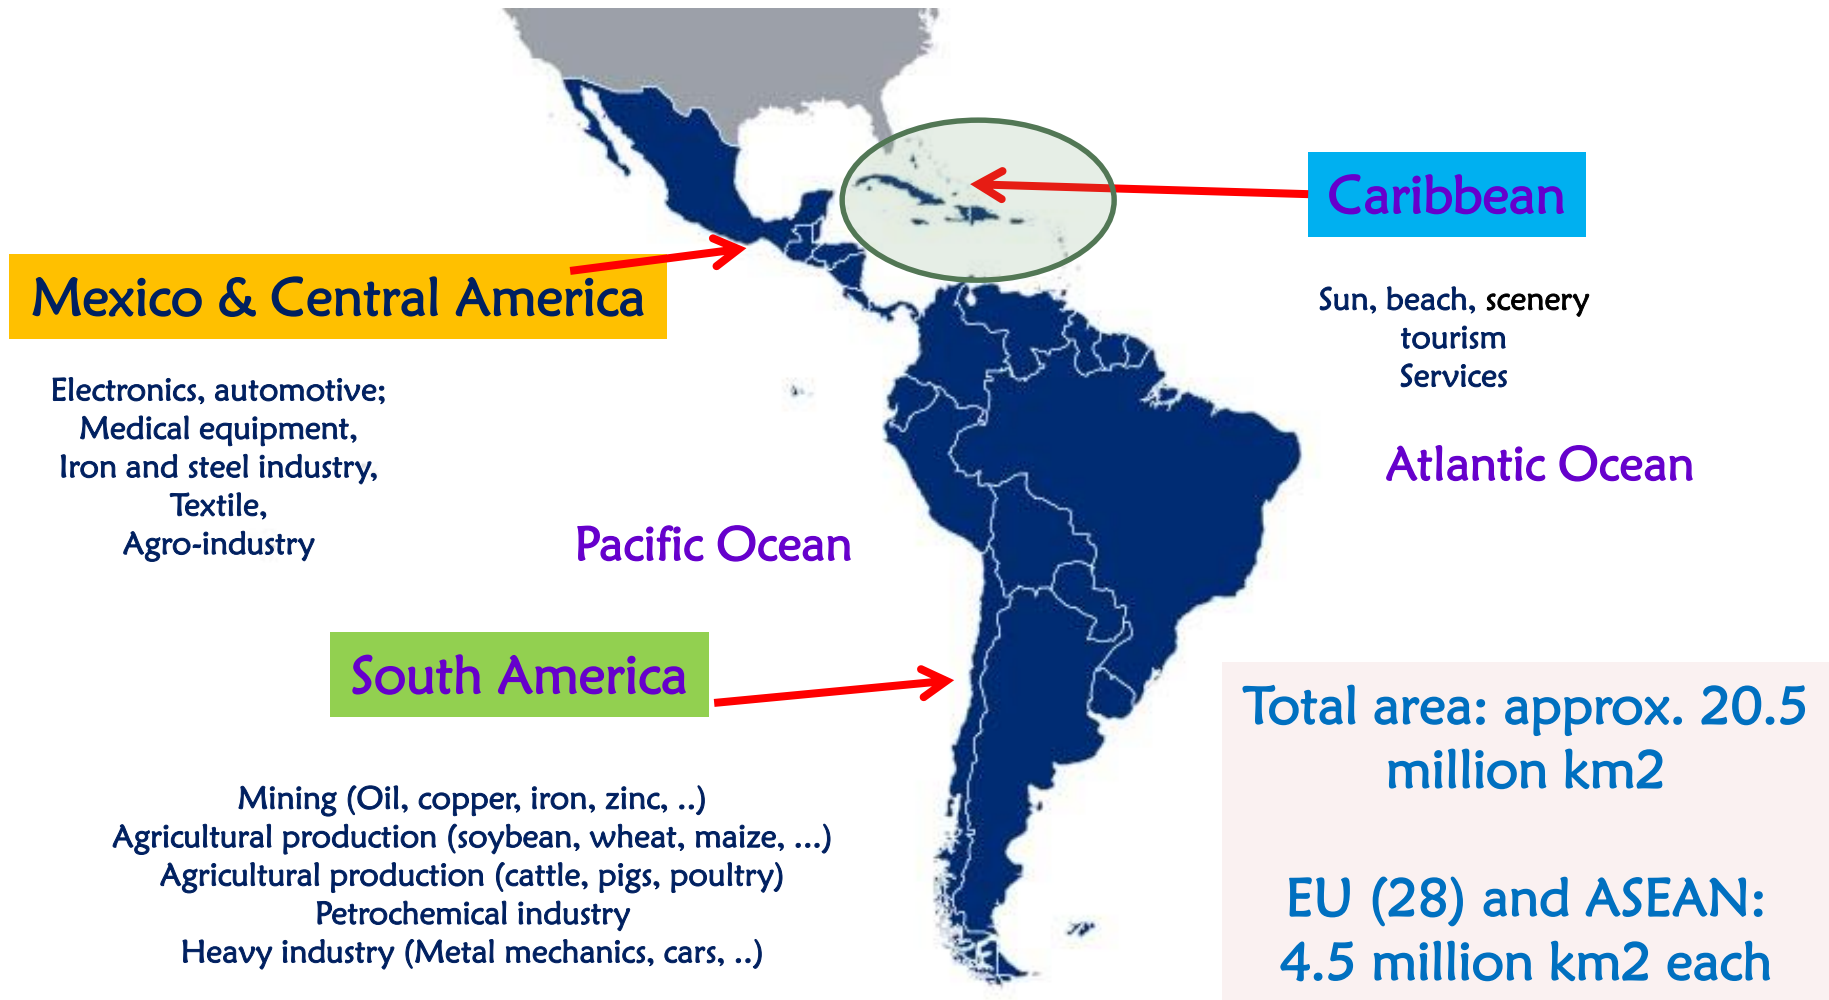 Caribbean
Sun, beach, scenery
tourism
Services
Mexico & Central America
Electronics, automotive;
Medical equipment,
Iron and steel industry,
Textile,
Agro-industry
Atlantic Ocean
Pacific Ocean
South America
Mining (Oil, copper, iron, zinc, ..)
Agricultural production (soybean, wheat, maize, ...)
Agricultural production (cattle, pigs, poultry)
Petrochemical industry
Heavy industry (Metal mechanics, cars, ..)
Total area: approx. 20.5
million km2
EU (28) and ASEAN:
4.5 million km2 each